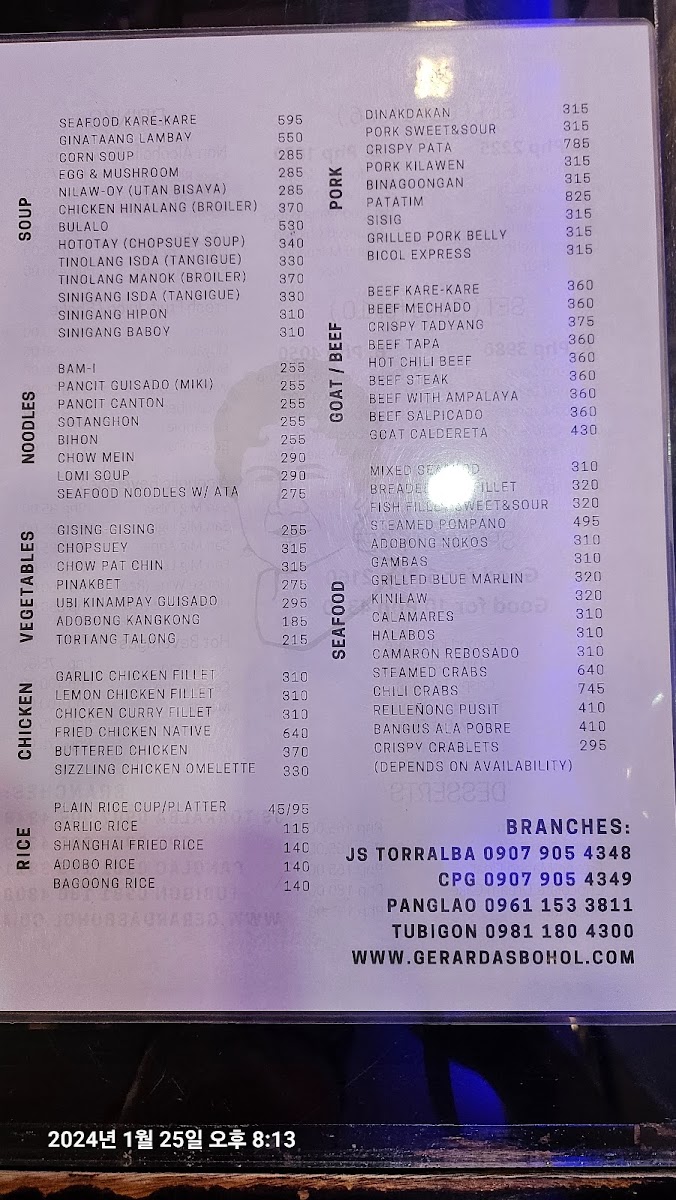 SOUP
SEAFOOD KARE-KARE 595
GINATAANG LAMBAY 550
CORN SOUP 285
EGG & MUSHROOM 285
NILAW-OY (UTAN BISAYA) 285
CHICKEN HINALANG (BROILER) 370
BULALO 530
HOTOTAY (CHOPSUEY SOUP) 340
TINOLANG ISDA (TANGIGUE) 330
TINOLANG MANOK (BROILER) 370
SINIGANG ISDA (TANGIGUE) 330
SINIGANG HIPON 310
SINIGANG BABOY 310
NOODLES
BAM-I 255
PANCIT GUISADO (MIKI) 255
PANCIT CANTON 255
SOTANGHON 255
BIHON 255
CHOW MEIN 290
LOMI SOUP 290
SEAFOOD NOODLES W/ ATA 275
VEGETABLES
GISING-GISING 255
CHOPSUEY 315
CHOW PAT CHIN 315
PINAKBET 275
UBI KINAMPAY GUISADO 295
ADOBONG KANGKONG 185
TORTANG TALONG 215
CHICKEN
GARLIC CHICKEN FILLET 310
LEMON CHICKEN FILLET 310
CHICKEN CURRY FILLET 310
FRIED CHICKEN NATIVE 640
BUTTERED CHICKEN 370
SIZZLING CHICKEN OMELETTE 330
RICE
PLAIN RICE CUP/PLATTER 45/95
GARLIC RICE 115
SHANGHAI FRIED RICE 140
ADOBO RICE 140
BAGOONG RICE 140
PORK
DINAKDAKAN 315
PORK SWEET&SOUR 315
CRISPY PATA 785
PORK KILAWEN 315
BINAGOONGAN 315
PATATIM 825
SISIG 315
GRILLED PORK BELLY 315
BICOL EXPRESS 315
GOAT / BEEF
BEEF KARE-KARE 360
BEEF MECHADO 360
CRISPY TADYANG 375
BEEF TAPA 360
HOT CHILI BEEF 360
BEEF STEAK 360
BEEF WITH AMPALAYA 360
BEEF SALPICADO 360
GOAT CALDERETA 430
SEAFOOD
MIXED SEAFOOD 310
FILLET 320
FISH FILLET SWEET&SOUR 320
STEAMED POMPANO 495
ADOBONG NOKOS 310
GAMBAS 310
GRILLED BLUE MARLIN 320
KINILAW 320
CALAMARES 310
HALABOS 310
CAMARON REBOSADO 310
STEAMED CRABS 640
CHILI CRABS 745
RELLEÑONG PUSIT 410
BANGUS ALA POBRE 410
CRISPY CRABLETS 295
(DEPENDS ON AVAILABILITY)
BRANCHES:
JS TORRALBA 0907 905 4348
CPG 0907 905 4349
PANGLAO 0961 153 3811
TUBIGON 0981 180 4300
WWW.GERARDASBOHOL.COM
2024년 1월 25일 오후 8:13